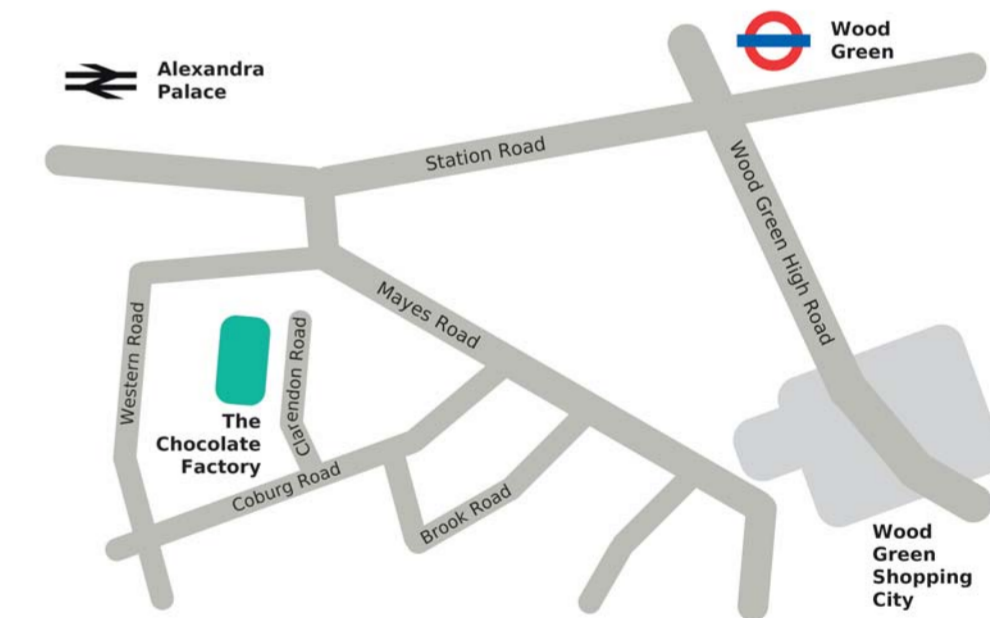 Alexandra
Palace
Wood
Green
Station Road
Wood Green High Road
Mayes Road
Western Road
Clarendon Road
The
Chocolate
Factory
Coburg Road
Brook Road
Wood
Green
Shopping
City